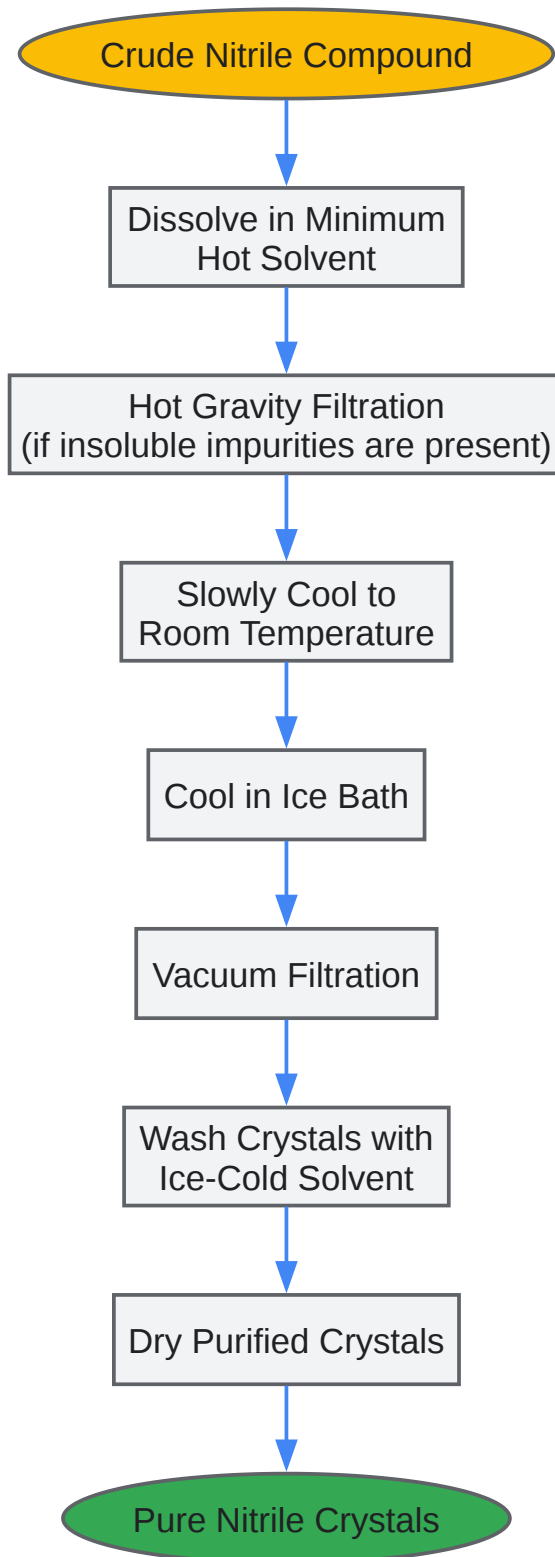 Crude Nitrile Compound
Dissolve in Minimum
Hot Solvent
Hot Gravity Filtration
(if insoluble impurities are present)
Slowly Cool to
Room Temperature
Cool in Ice Bath
Vacuum Filtration
Wash Crystals with
Ice-Cold Solvent
Dry Purified Crystals
Pure Nitrile Crystals